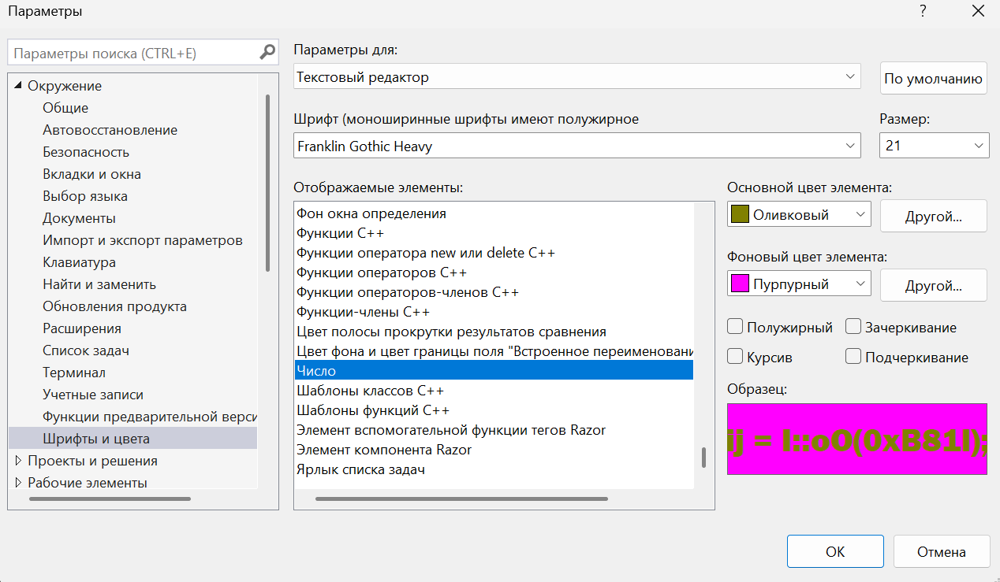 Параметры
?
Параметры поиска (CTRL+E)
Окружение
Общие
Автовосстановление
Безопасность
Вкладки и окна
Выбор языка
Документы
Импорт и экспорт параметров
Клавиатура
Найти и заменить
Обновления продукта
Расширения
Список задач
Терминал
Учетные записи
Функции предварительной верси
Шрифты и цвета
Проекты и решения
Рабочие элементы
Параметры для:
Текстовый редактор
По умолчанию
Шрифт (моноширинные шрифты имеют полужирное
Franklin Gothic Heavy
Размер:
21
Отображаемые элементы:
Фон окна определения
Функции C++
Функции оператора new или delete C++
Функции операторов C++
Функции операторов-членов C++
Функции-члены C++
Цвет полосы прокрутки результатов сравнения
Цвет фона и цвет границы поля "Встроенное переименовани
Число
Шаблоны классов C++
Шаблоны функций C++
Элемент вспомогательной функции тегов Razor
Элемент компонента Razor
Ярлык списка задач
Основной цвет элемента:
Оливковый
Другой...
Фоновый цвет элемента:
Пурпурный
Другой...
Полужирный
Зачеркивание
Курсив
Подчеркивание
Образец:
Ij = I::oO(0xB81l);
ОК
Отмена